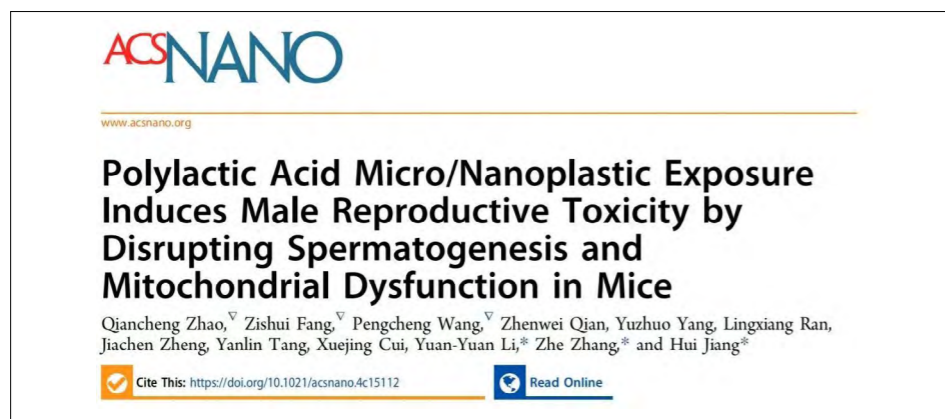 ACSNANO
www.acsnano.org
Polylactic Acid Micro/Nanoplastic Exposure
Induces Male Reproductive Toxicity by
Disrupting Spermatogenesis and
Mitochondrial Dysfunction in Mice
Qiancheng Zhao,▽ Zishui Fang,▽ Pengcheng Wang,▽ Zhenwei Qian, Yuzhuo Yang, Lingxiang Ran,
Jiachen Zheng, Yanlin Tang, Xuejing Cui, Yuan-Yuan Li,* Zhe Zhang,* and Hui Jiang*
Cite This: https://doi.org/10.1021/acsnano.4c15112 Read Online